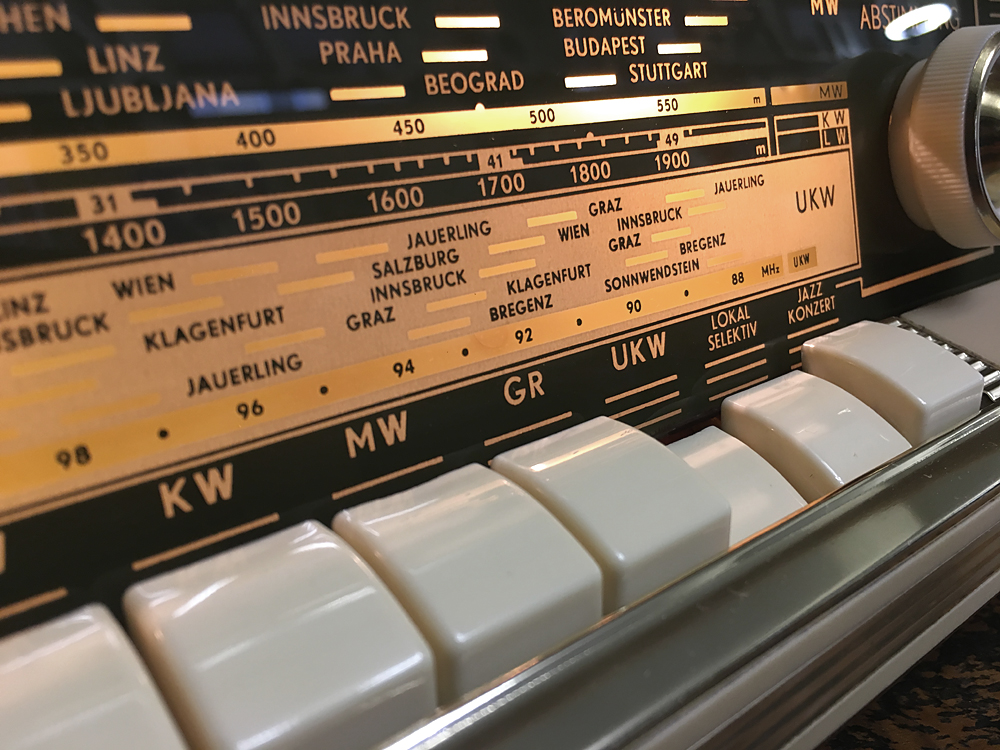 INNSBRUCK
BEROMÜNSTER
MW
LINZ
PRAHA
BUDAPEST
LJUBLJANA
BEOGRAD
STUTTGART
350 400 450 500 550 m MW
31 41 49 KW
LW
1400 1500 1600 1700 1800 1900 m
JAUERLING
GRAZ
UKW
JAUERLING
WIEN
INNSBRUCK
WIEN
SALZBURG
GRAZ
BREGENZ
INNSBRUCK
KLAGENFURT
SONNWENDSTEIN
KLAGENFURT
GRAZ
BREGENZ
JAUERLING
98 • 96 • 94 • 92 • 90 • 88 MHz UKW
KW
MW
GR
UKW
LOKAL
SELEKTIV
JAZZ
KONZERT